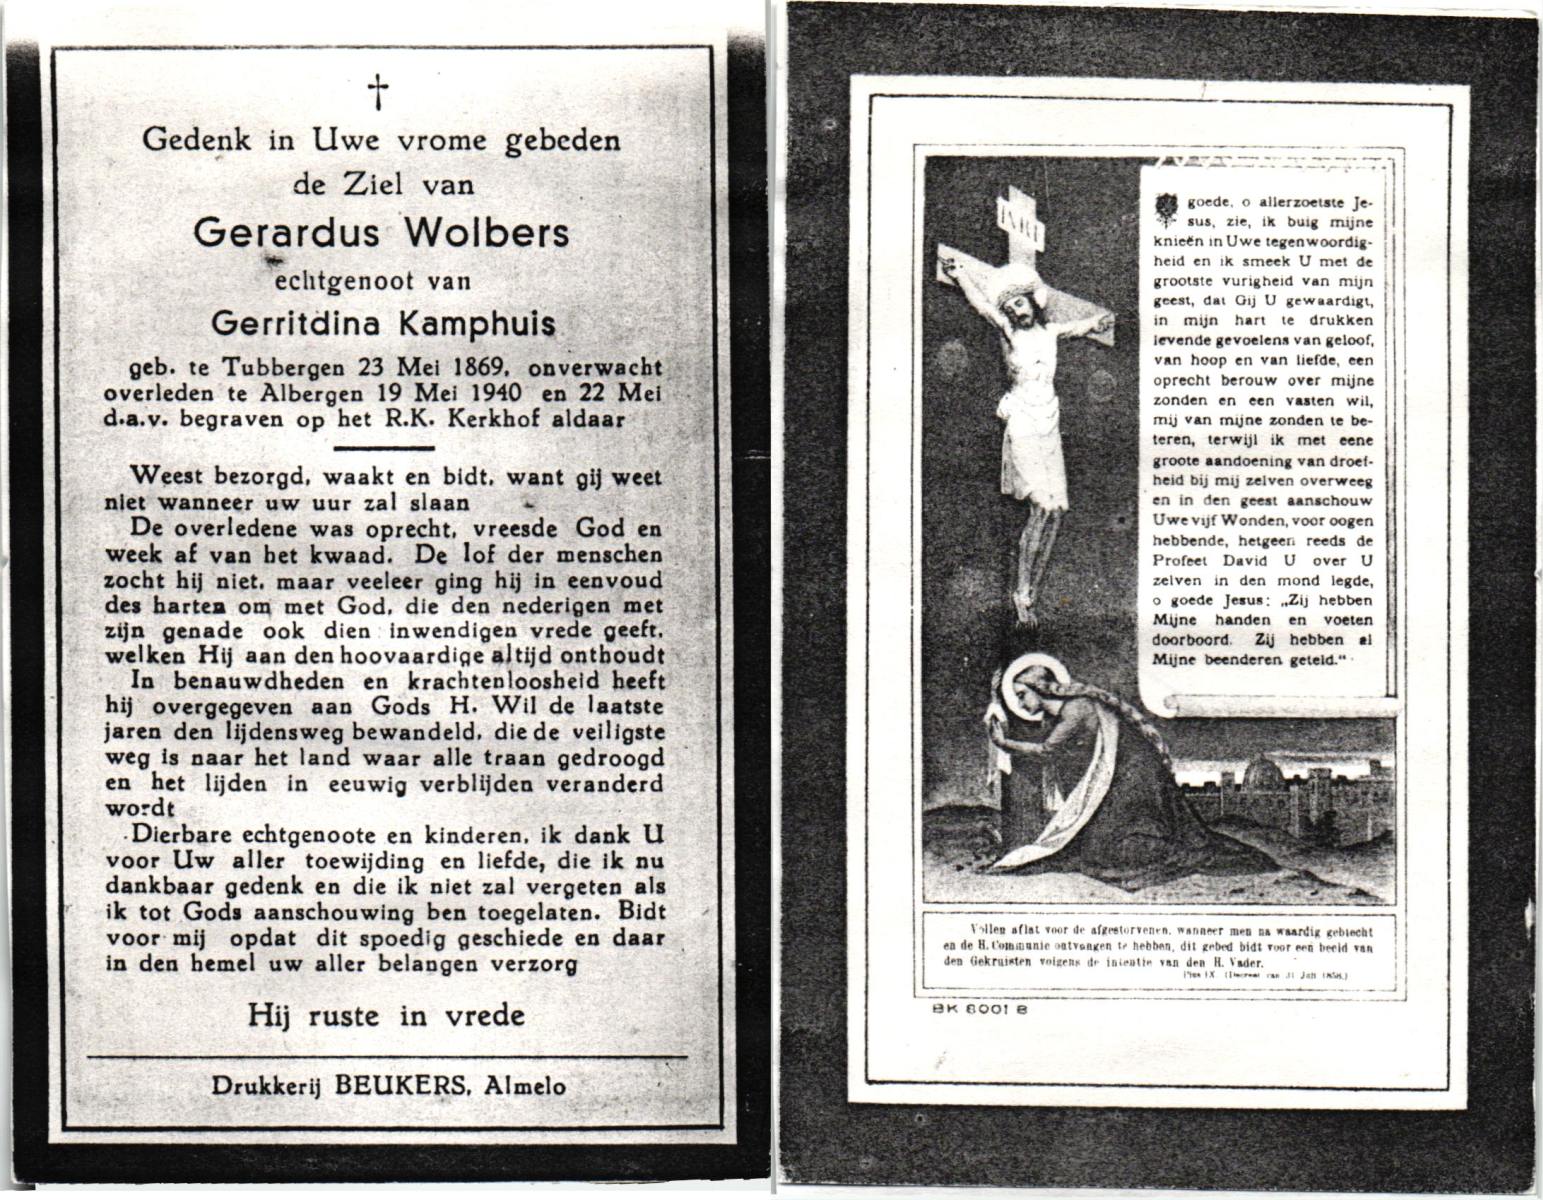 Gedenk in Uwe vrome gebeden
de Ziel van
Gerardus Wolbers
echtgenoot van
Gerritdina Kamphuis
geb. te Tubbergen 23 Mei 1869, onverwacht
overleden te Albergen 19 Mei 1940 en 22 Mei
d.a.v. begraven op het R.K. Kerkhof aldaar
Weest bezorgd, waakt en bidt, want gij weet
niet wanneer uw uur zal slaan
De overledene was oprecht, vreesde God en
week af van het kwaad. De lof der menschen
zocht hij niet, maar veeleer ging hij in eenvoud
des harten om met God, die den nederigen met
zijn genade ook dien inwendigen vrede geeft,
welken Hij aan den hoovaardige altijd onthoudt
In benauwdheden en krachtenloosheid heeft
hij overgegeven aan Gods H. Wil de laatste
jaren den lijdensweg bewandeld, die de veiligste
weg is naar het land waar alle traan gedroogd
en het lijden in eeuwig verblijden veranderd
wordt
Dierbare echtgenoote en kinderen, ik dank U
voor Uw aller toewijding en liefde, die ik nu
dankbaar gedenk en die ik niet zal vergeten als
ik tot Gods aanschouwing ben toegelaten. Bidt
voor mij opdat dit spoedig geschiede en daar
in den hemel uw aller belangen verzorg
Hij ruste in vrede
Drukkerij BEUKERS, Almelo
INRI
goede, o allerzoetste Je-
sus, zie, ik buig mijne
knieën in Uwe tegenwoordig-
heid en ik smeek U met de
grootste vurigheid van mijn
geest, dat Gij U gewaardigt,
in mijn hart te drukken
levende gevoelens van geloof,
van hoop en van liefde, een
oprecht berouw over mijne
zonden en een vasten wil,
mij van mijne zonden te be-
teren, terwijl ik met eene
groote aandoening van droef-
heid bij mij zelven overweeg
en in den geest aanschouw
Uwe vijf Wonden, voor oogen
hebbende, hetgeen reeds de
Profeet David U over U
zelven in den mond legde,
o goede Jesus: „Zij hebben
Mijne handen en voeten
doorboord. Zij hebben al
Mijne beenderen geteld."
Vollen aflat voor de afgestorvenen, wanneer men na waardig gebiecht
en de H. Communie ontvangen te hebben, dit gebed bidt voor een beeld van
den Gekruisten volgens de intentie van den H. Vader.
Pius IX (Decreet van 31 Juli 1858.)
BK 6001 B